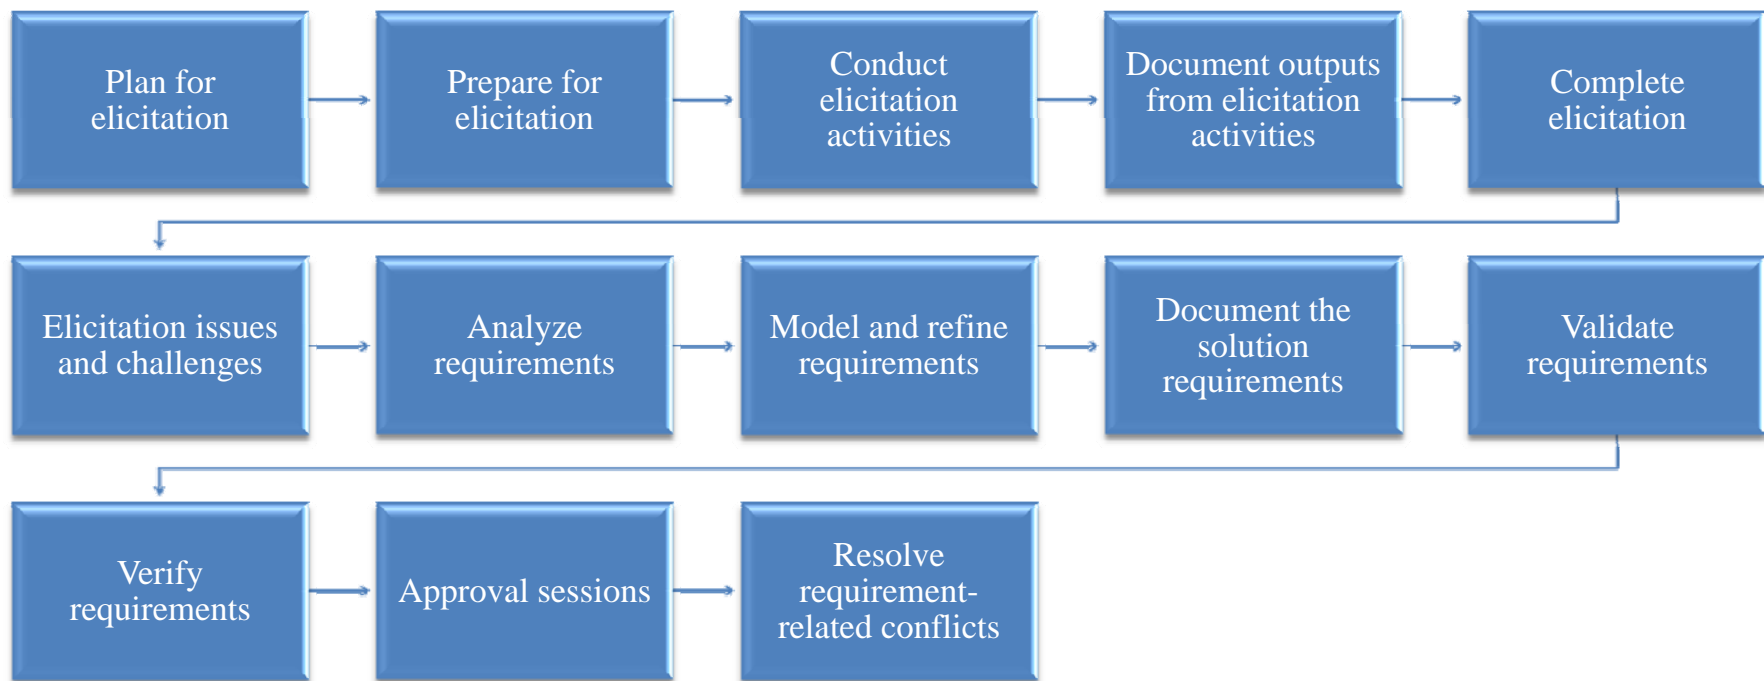 Plan for
elicitation
Prepare for
elicitation
Conduct
elicitation
activities
Document outputs
from elicitation
activities
Complete
elicitation
Elicitation issues
and challenges
Analyze
requirements
Model and refine
requirements
Document the
solution
requirements
Validate
requirements
Verify
requirements
Approval sessions
Resolve
requirement-
related conflicts